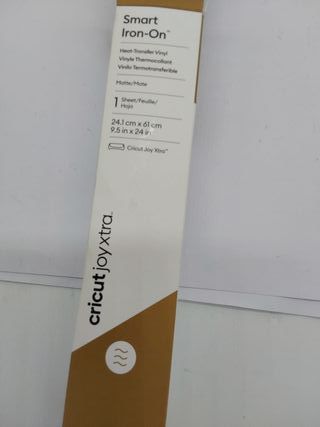 Smart
Iron-On™
Heat-Transfer Vinyl
Vinyle Thermocollant
Vinilo Termotransferible
Matte/Mate
1 Sheet/Feuille/
Hoja
24.1 cm x 61 cm
9.5 in x 24 in
Cricut Joy Xtra™
cricut joy xtra™